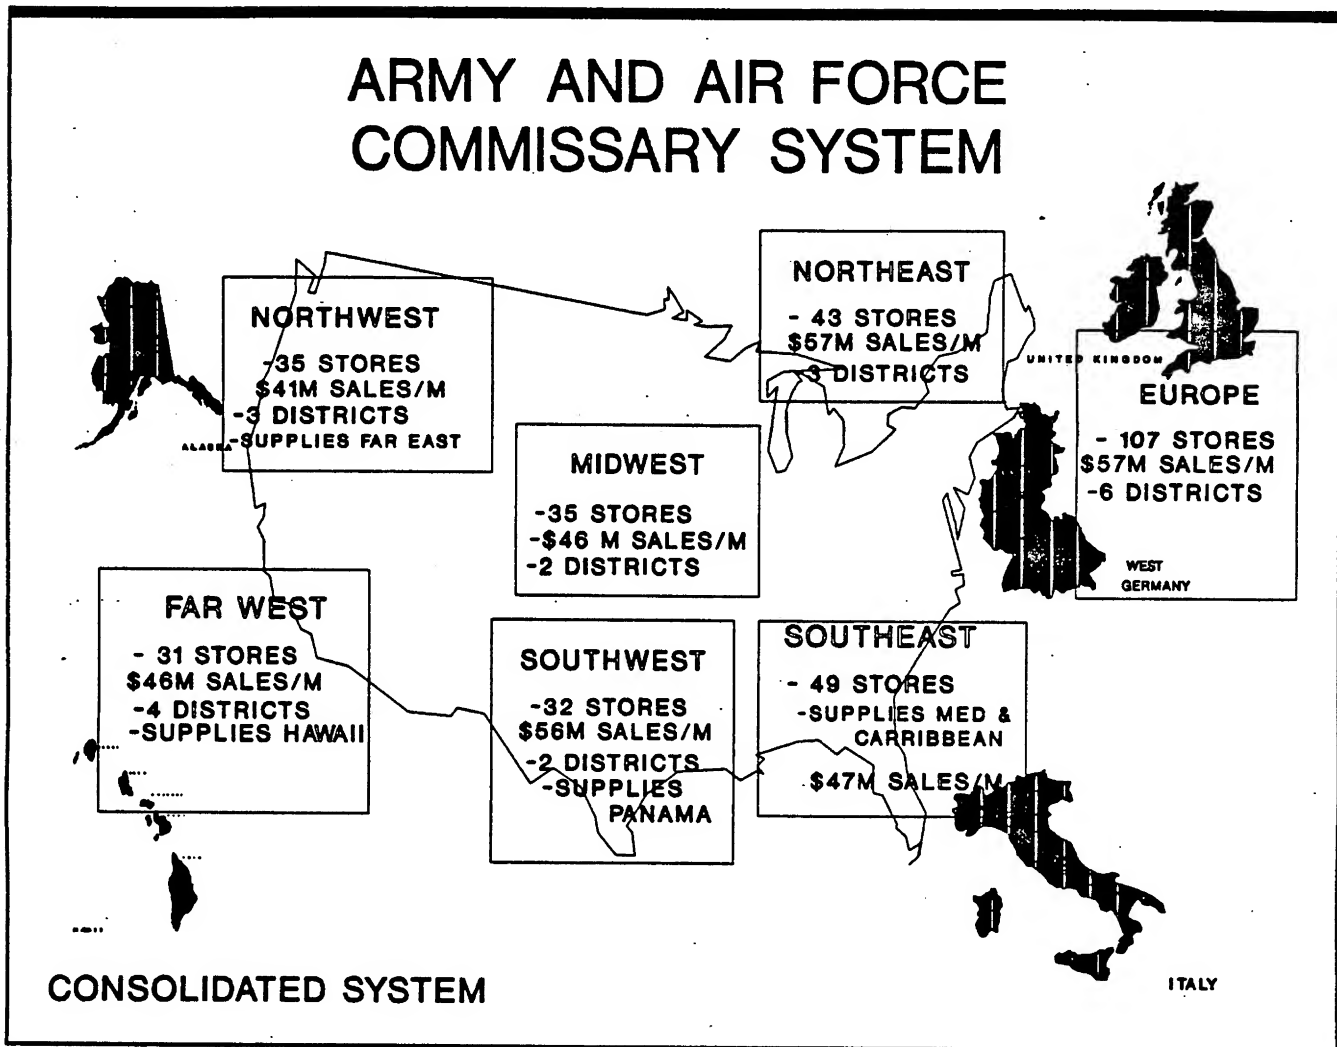 ARMY AND AIR FORCE
COMMISSARY SYSTEM
NORTHWEST
-35 STORES
$41M SALES/M
-3 DISTRICTS
-SUPPLIES FAR EAST
ALASKA
NORTHEAST
- 43 STORES
$57M SALES/M
-3 DISTRICTS
UNITED KINGDOM
EUROPE
- 107 STORES
$57M SALES/M
-6 DISTRICTS
WEST
GERMANY
MIDWEST
-35 STORES
-$46 M SALES/M
-2 DISTRICTS
FAR WEST
- 31 STORES
$46M SALES/M
-4 DISTRICTS
-SUPPLIES HAWAII
SOUTHWEST
-32 STORES
$56M SALES/M
-2 DISTRICTS
-SUPPLIES
PANAMA
SOUTHEAST
- 49 STORES
-SUPPLIES MED &
CARRIBBEAN
$47M SALES/M
ITALY
CONSOLIDATED SYSTEM